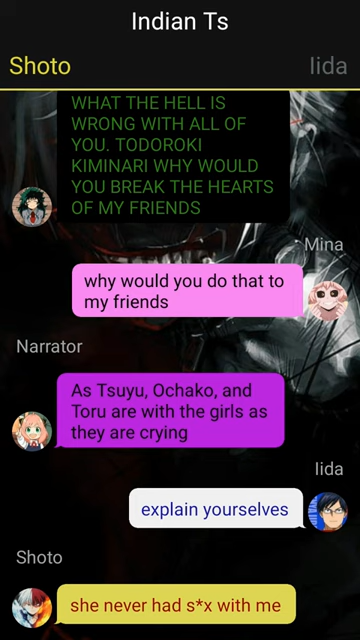 Indian Ts
Shoto
Iida
WHAT THE HELL IS
WRONG WITH ALL OF
YOU. TODOROKI
KIMINARI WHY WOULD
YOU BREAK THE HEARTS
OF MY FRIENDS
Mina
why would you do that to
my friends
Narrator
As Tsuyu, Ochako, and
Toru are with the girls as
they are crying
Iida
explain yourselves
Shoto
she never had s*x with me